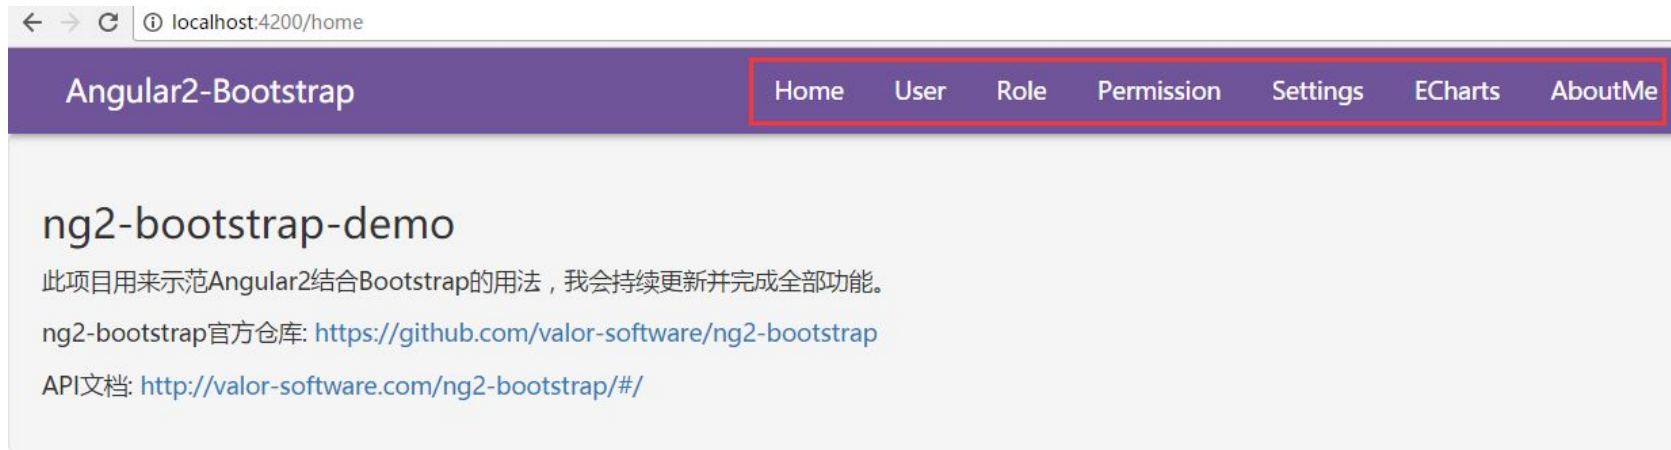 localhost:4200/home
Angular2-Bootstrap Home User Role Permission Settings ECharts AboutMe
ng2-bootstrap-demo
此项目用来示范Angular2结合Bootstrap的用法，我会持续更新并完成全部功能。
ng2-bootstrap官方仓库: https://github.com/valor-software/ng2-bootstrap
API文档: http://valor-software.com/ng2-bootstrap/#/